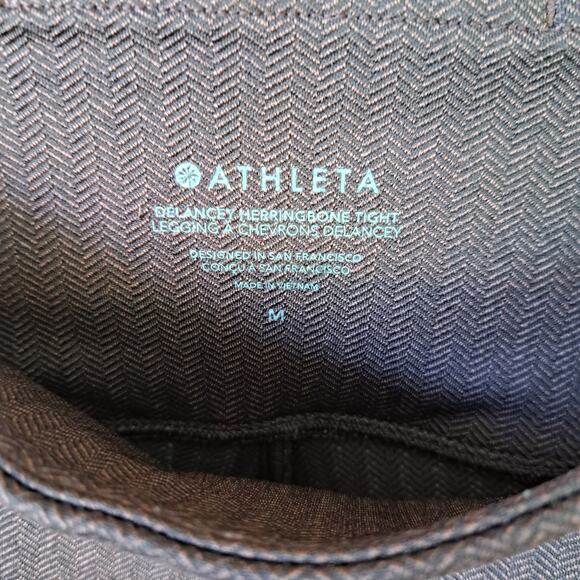 ATHLETA
DELANCEY HERRINGBONE TIGHT
LEGGING À CHEVRONS DELANCEY
DESIGNED IN SAN FRANCISCO
CONÇU À SAN FRANCISCO
MADE IN VIETNAM
M